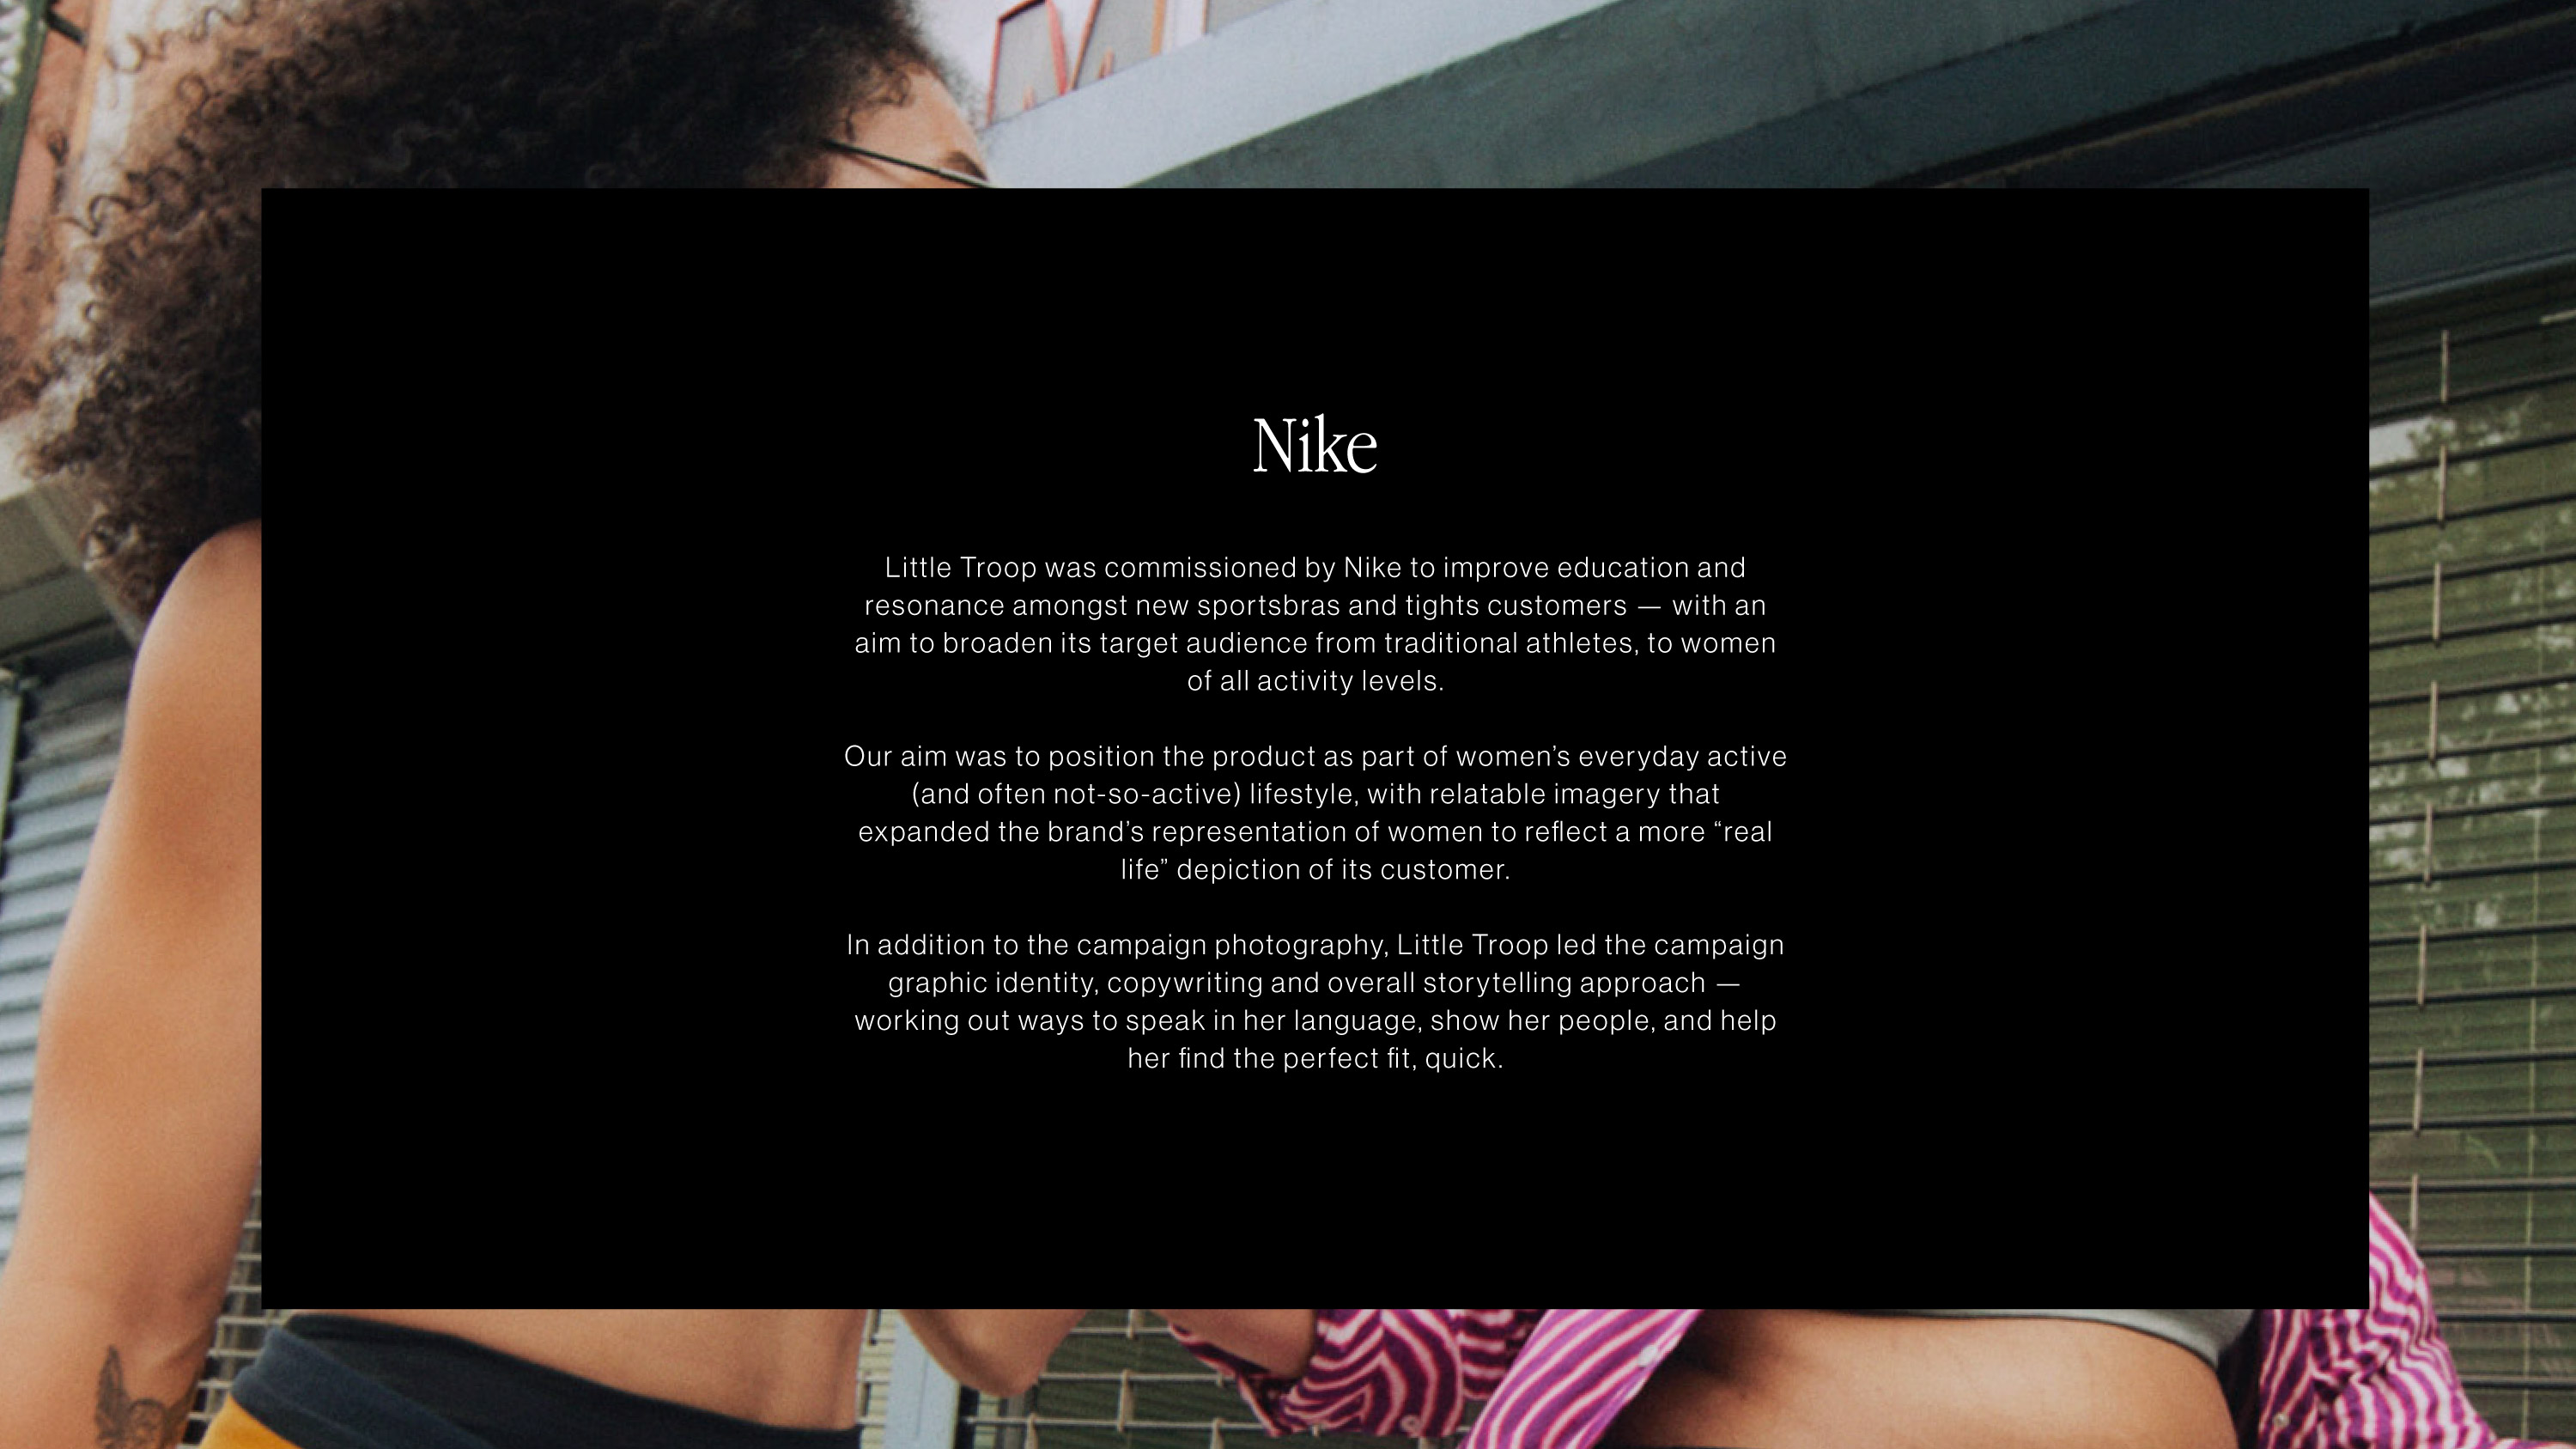 Nike
Little Troop was commissioned by Nike to improve education and
resonance amongst new sportsbras and tights customers — with an
aim to broaden its target audience from traditional athletes, to women
of all activity levels.
Our aim was to position the product as part of women’s everyday active
(and often not-so-active) lifestyle, with relatable imagery that
expanded the brand’s representation of women to reflect a more “real
life” depiction of its customer.
In addition to the campaign photography, Little Troop led the campaign
graphic identity, copywriting and overall storytelling approach —
working out ways to speak in her language, show her people, and help
her find the perfect fit, quick.